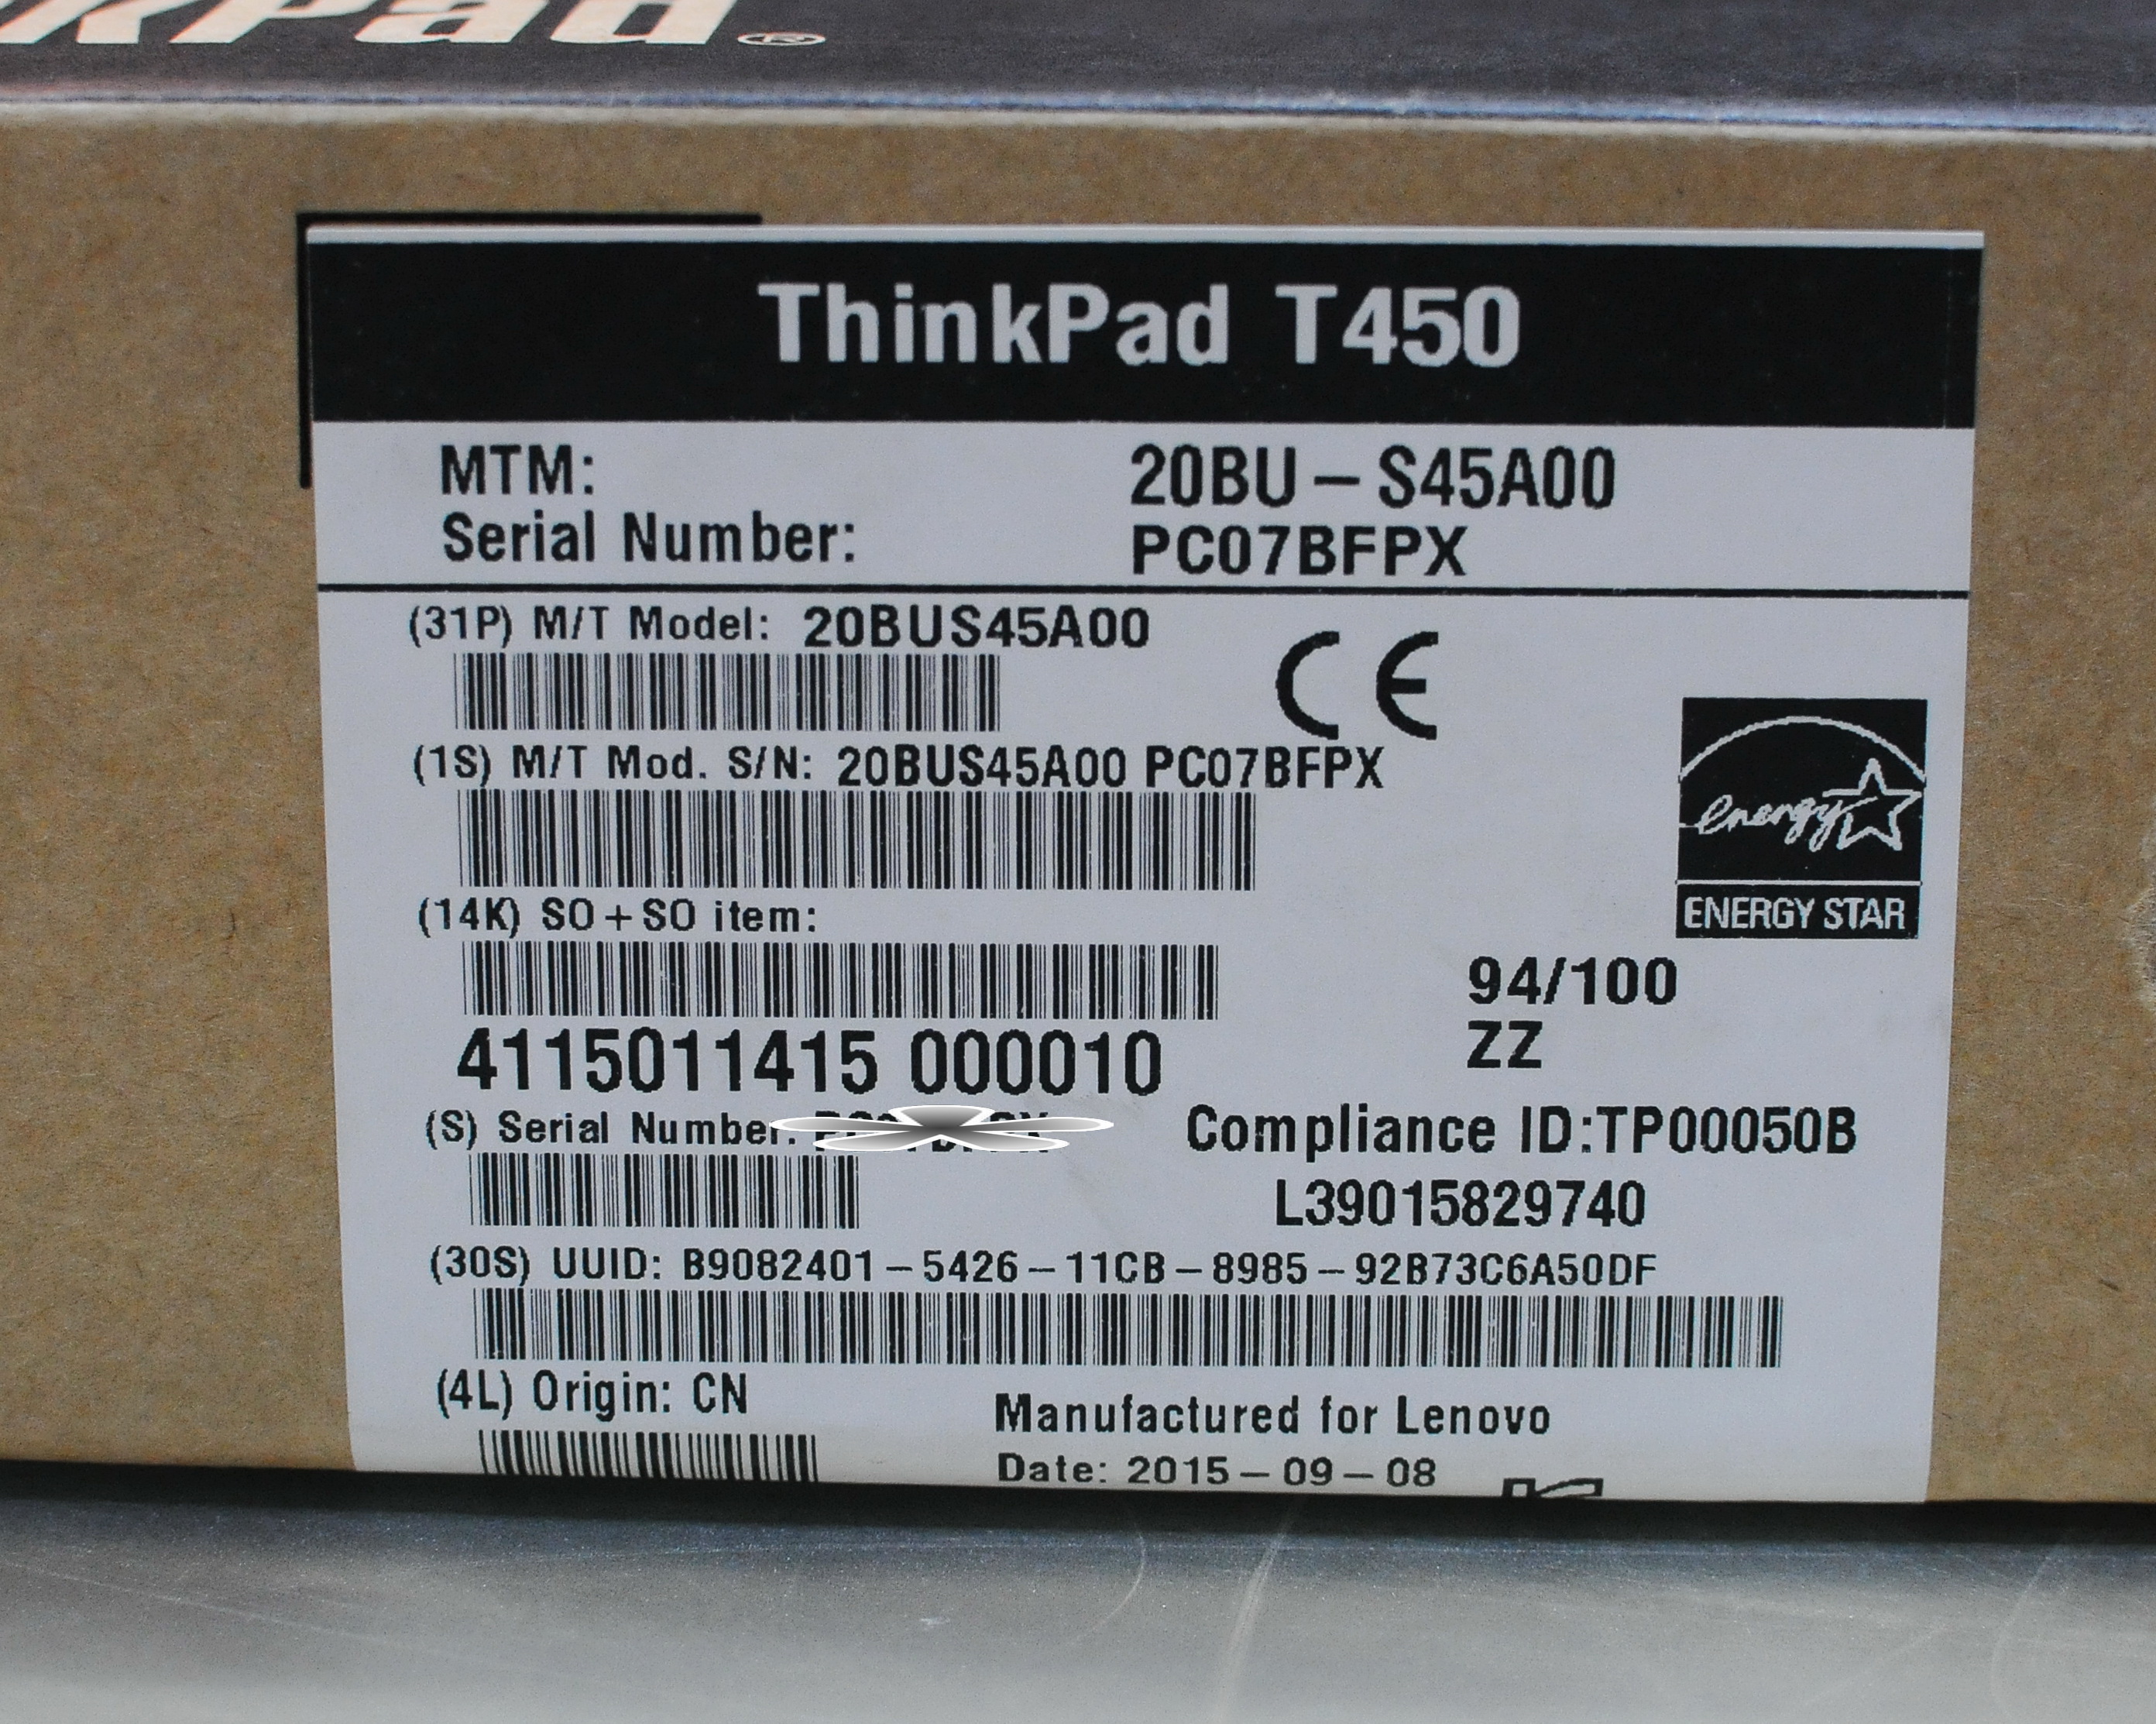 ThinkPad T450
MTM: 20BU-S45A00
Serial Number: PC07BFPX
(31P) M/T Model: 20BUS45A00
CE
(1S) M/T Mod. S/N: 20BUS45A00 PC07BFPX
energy
ENERGY STAR
(14K) SO+SO item:
94/100
ZZ
4115011415 000010
(S) Serial Number:
Compliance ID:TP00050B
L39015829740
(30S) UUID: B9082401-5426-11CB-8985-92B73C6A50DF
(4L) Origin: CN
Manufactured for Lenovo
Date: 2015-09-08